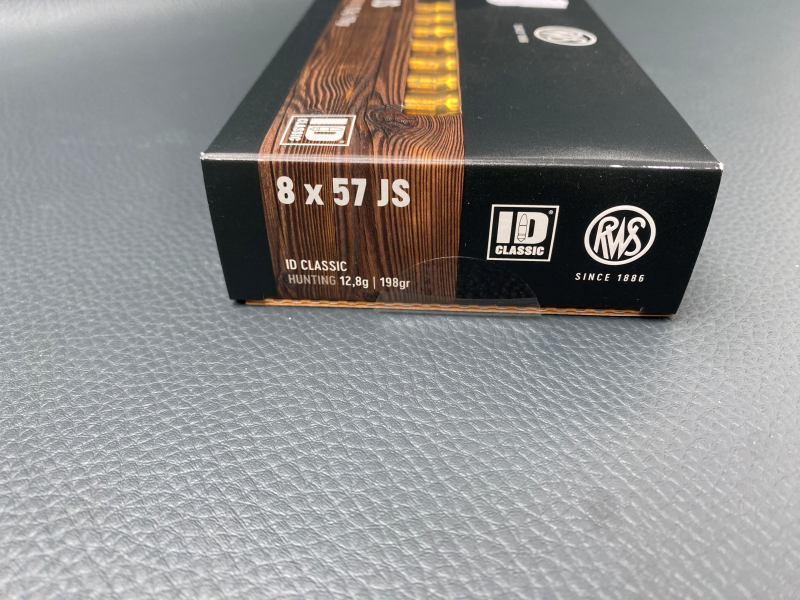 ID
CLASSIC
8 x 57 JS
ID CLASSIC
HUNTING 12,8g | 198gr
ID®
CLASSIC
RWS
SINCE 1886